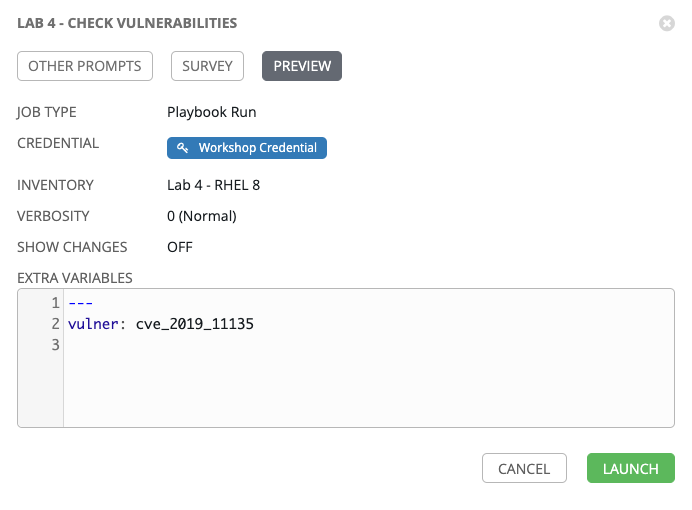 LAB 4 - CHECK VULNERABILITIES
OTHER PROMPTS SURVEY PREVIEW
JOB TYPE Playbook Run
CREDENTIAL Workshop Credential
INVENTORY Lab 4 - RHEL 8
VERBOSITY 0 (Normal)
SHOW CHANGES OFF
EXTRA VARIABLES
1 ---
2 vulner: cve_2019_11135
3
CANCEL LAUNCH